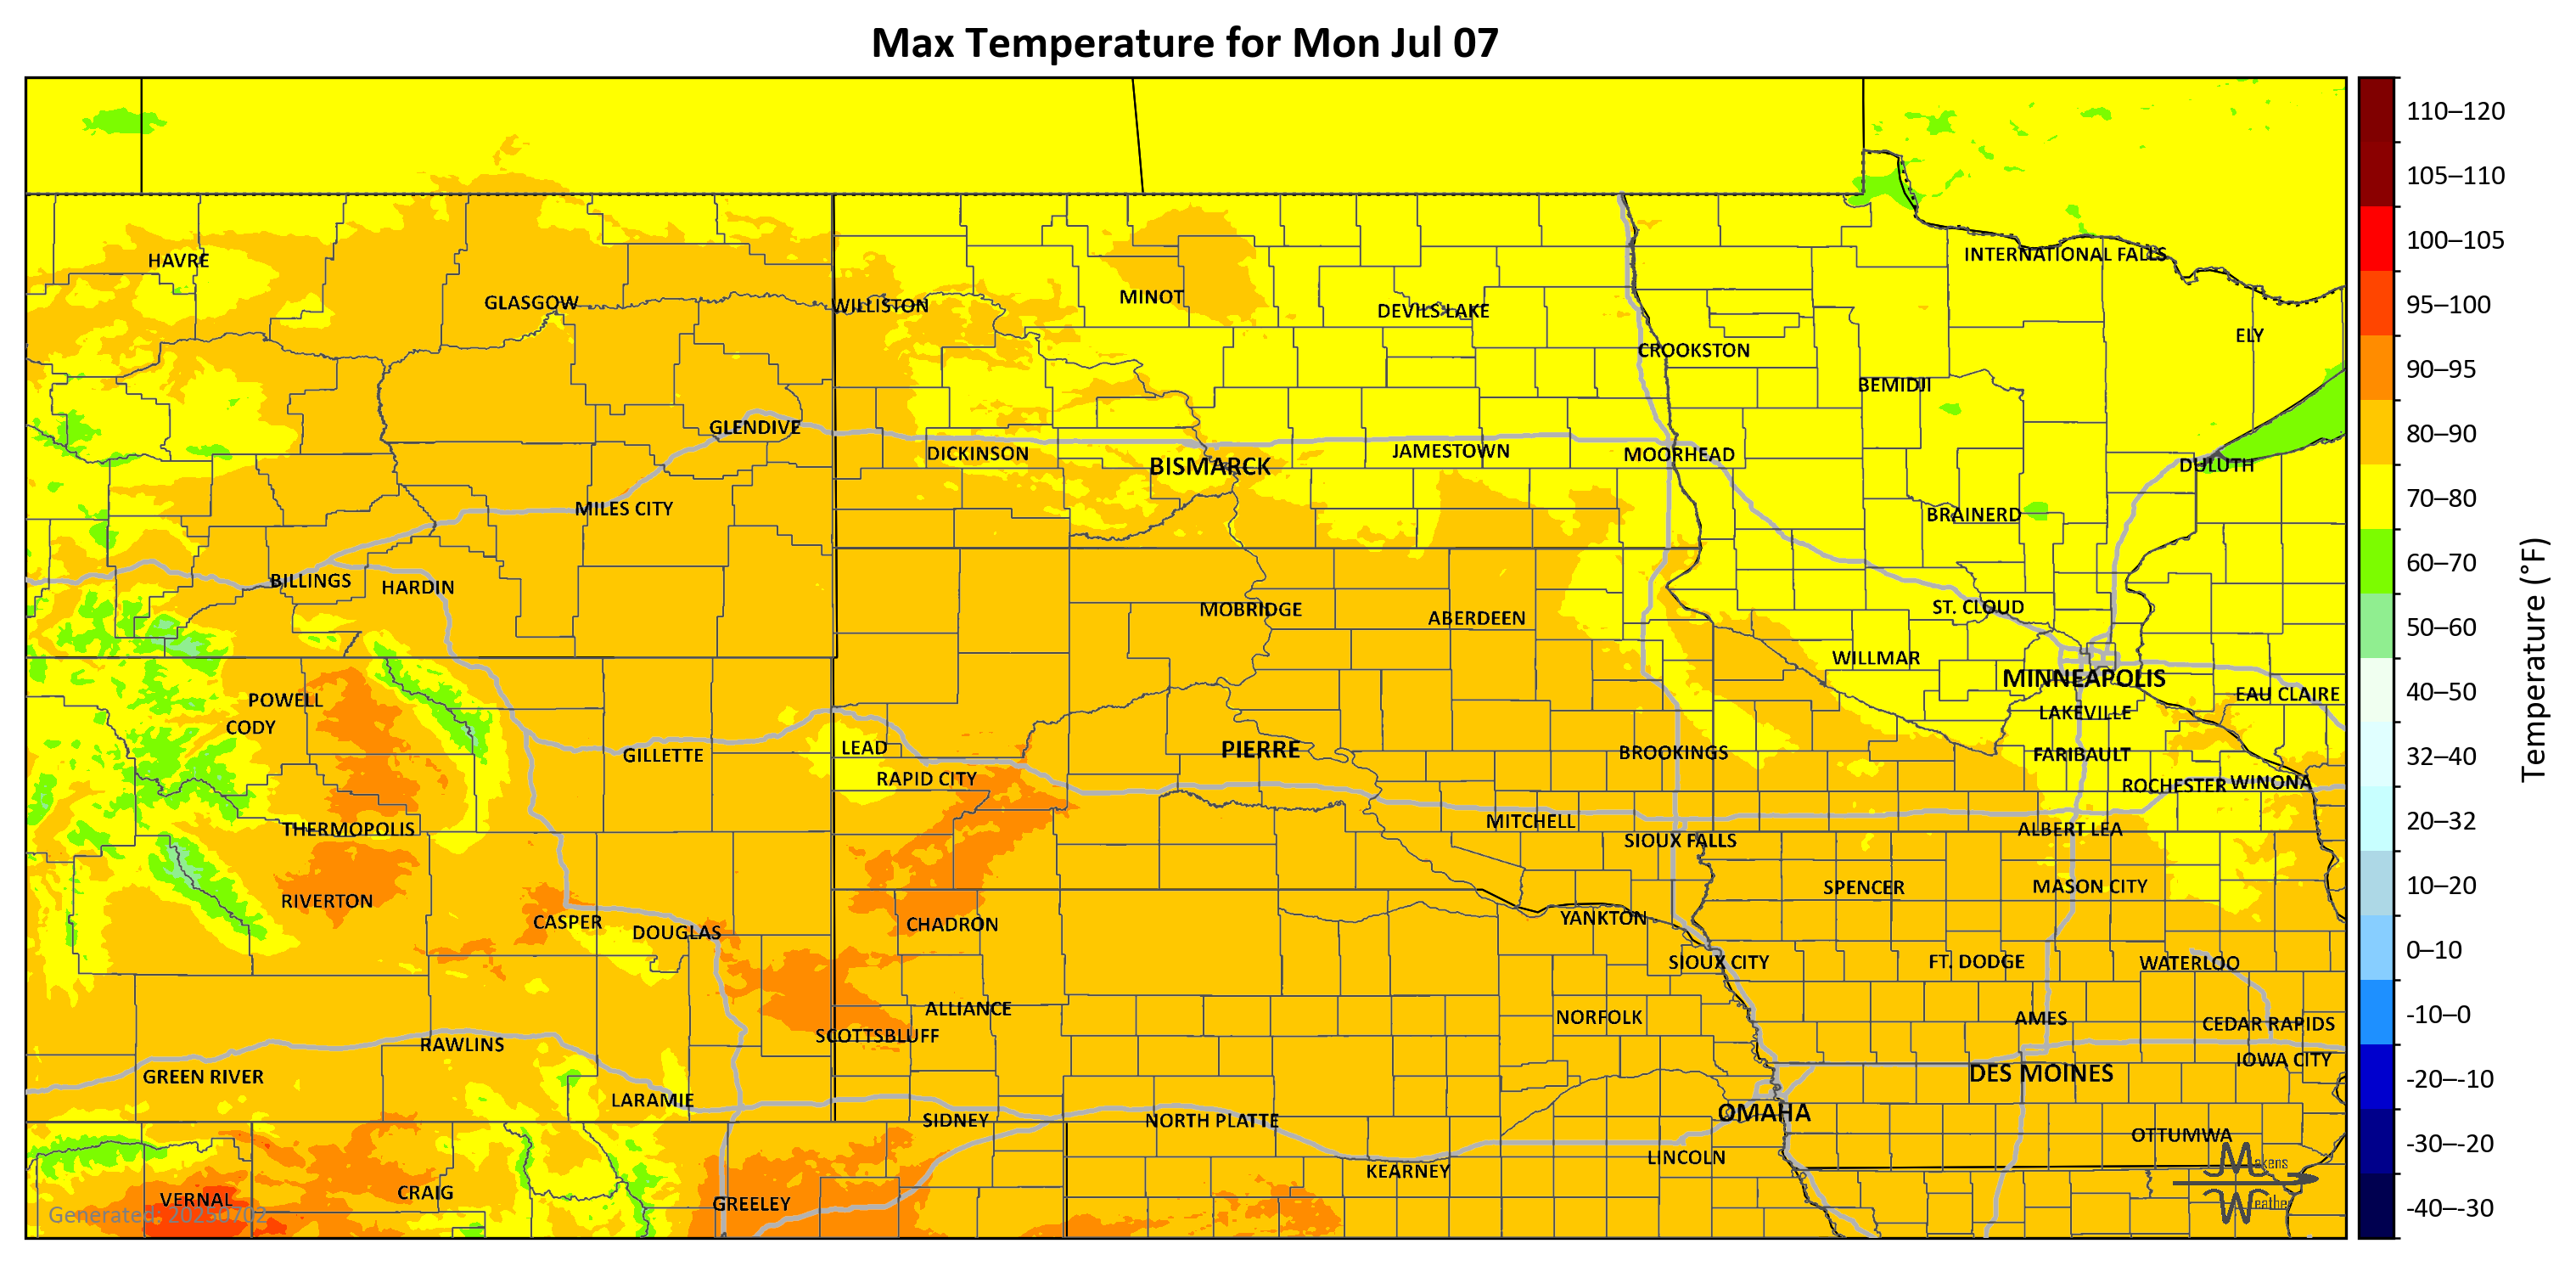 Max Temperature for Mon Jul 07
110–120
105–110
100–105
95–100
90–95
80–90
70–80
60–70
50–60
40–50
32–40
20–32
10–20
0–10
-10–0
-20–-10
-30–-20
-40–-30
Temperature (°F)
HAVRE
INTERNATIONAL FALLS
GLASGOW
WILLISTON
MINOT
DEVILS LAKE
ELY
CROOKSTON
BEMIDJI
GLENDIVE
DICKINSON
BISMARCK
JAMESTOWN
MOORHEAD
DULUTH
MILES CITY
BRAINERD
BILLINGS
HARDIN
MOBRIDGE
ABERDEEN
ST. CLOUD
WILLMAR
MINNEAPOLIS
POWELL
EAU CLAIRE
CODY
LAKEVILLE
GILLETTE
LEAD
PIERRE
BROOKINGS
FARIBAULT
RAPID CITY
ROCHESTER
WINONA
THERMOPOLIS
MITCHELL
SIOUX FALLS
ALBERT LEA
RIVERTON
SPENCER
MASON CITY
CASPER
DOUGLAS
CHADRON
YANKTON
SIOUX CITY
FT. DODGE
WATERLOO
ALLIANCE
NORFOLK
AMES
CEDAR RAPIDS
SCOTTSBLUFF
RAWLINS
IOWA CITY
GREEN RIVER
DES MOINES
LARAMIE
SIDNEY
NORTH PLATTE
OMAHA
OTTUMWA
LINCOLN
KEARNEY
VERNAL
CRAIG
GREELEY
Generated: 20250702
Makens
Weather